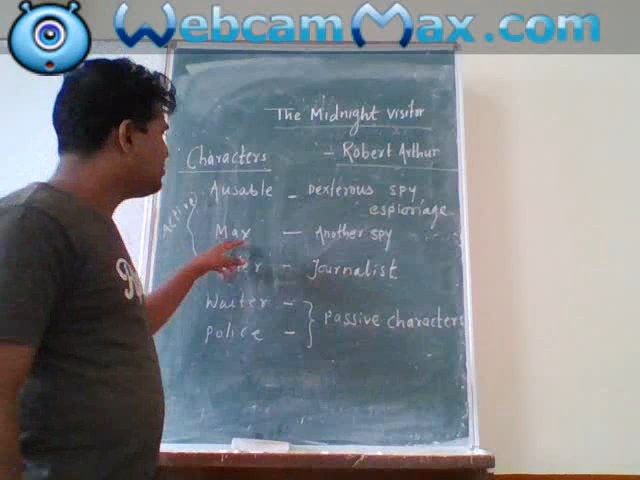 WebcamMax.com
The Midnight visitor
Characters
- Robert Arthur
Active
Ausable - Dexterous spy
espionage
Max - Another spy
- Journalist
Waiter -
Police -
Passive characters